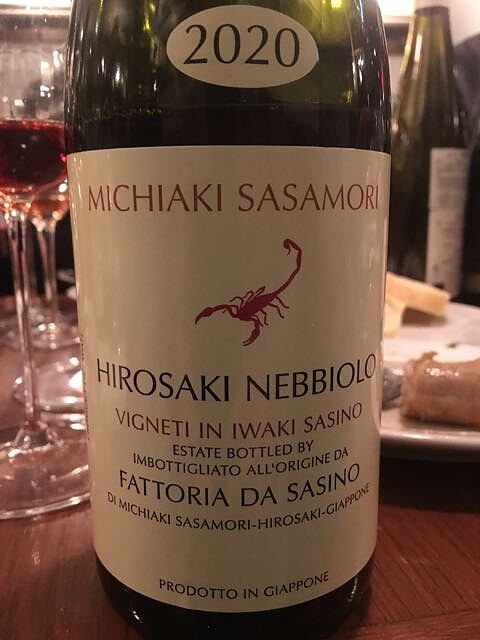 2020
MICHIAKI SASAMORI
HIROSAKI NEBBIOLO
VIGNETI IN IWAKI SASINO
ESTATE BOTTLED BY
IMBOTTIGLIATO ALL'ORIGINE DA
FATTORIA DA SASINO
DI MICHIAKI SASAMORI-HIROSAKI-GIAPPONE
PRODOTTO IN GIAPPONE